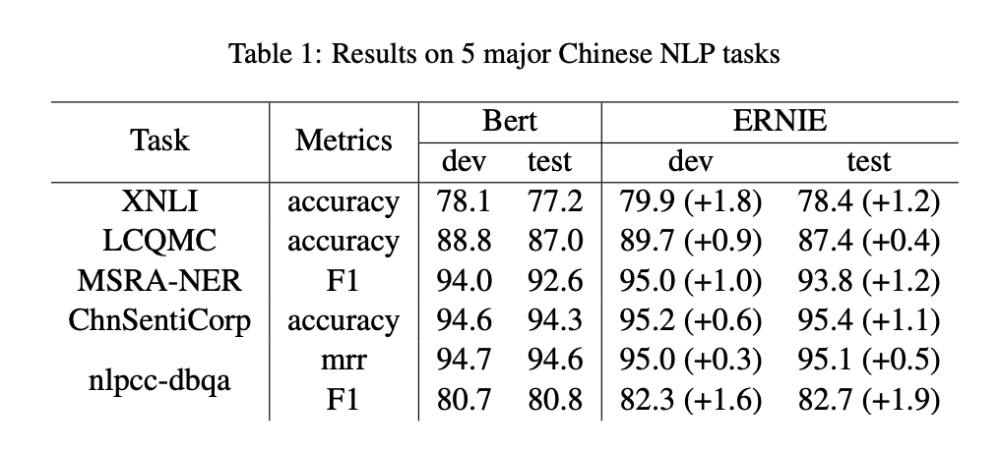 Table 1: Results on 5 major Chinese NLP tasks
Task Metrics Bert ERNIE
dev test dev test
XNLI accuracy 78.1 77.2 79.9 (+1.8) 78.4 (+1.2)
LCQMC accuracy 88.8 87.0 89.7 (+0.9) 87.4 (+0.4)
MSRA-NER F1 94.0 92.6 95.0 (+1.0) 93.8 (+1.2)
ChnSentiCorp accuracy 94.6 94.3 95.2 (+0.6) 95.4 (+1.1)
nlpcc-dbqa mrr 94.7 94.6 95.0 (+0.3) 95.1 (+0.5)
F1 80.7 80.8 82.3 (+1.6) 82.7 (+1.9)